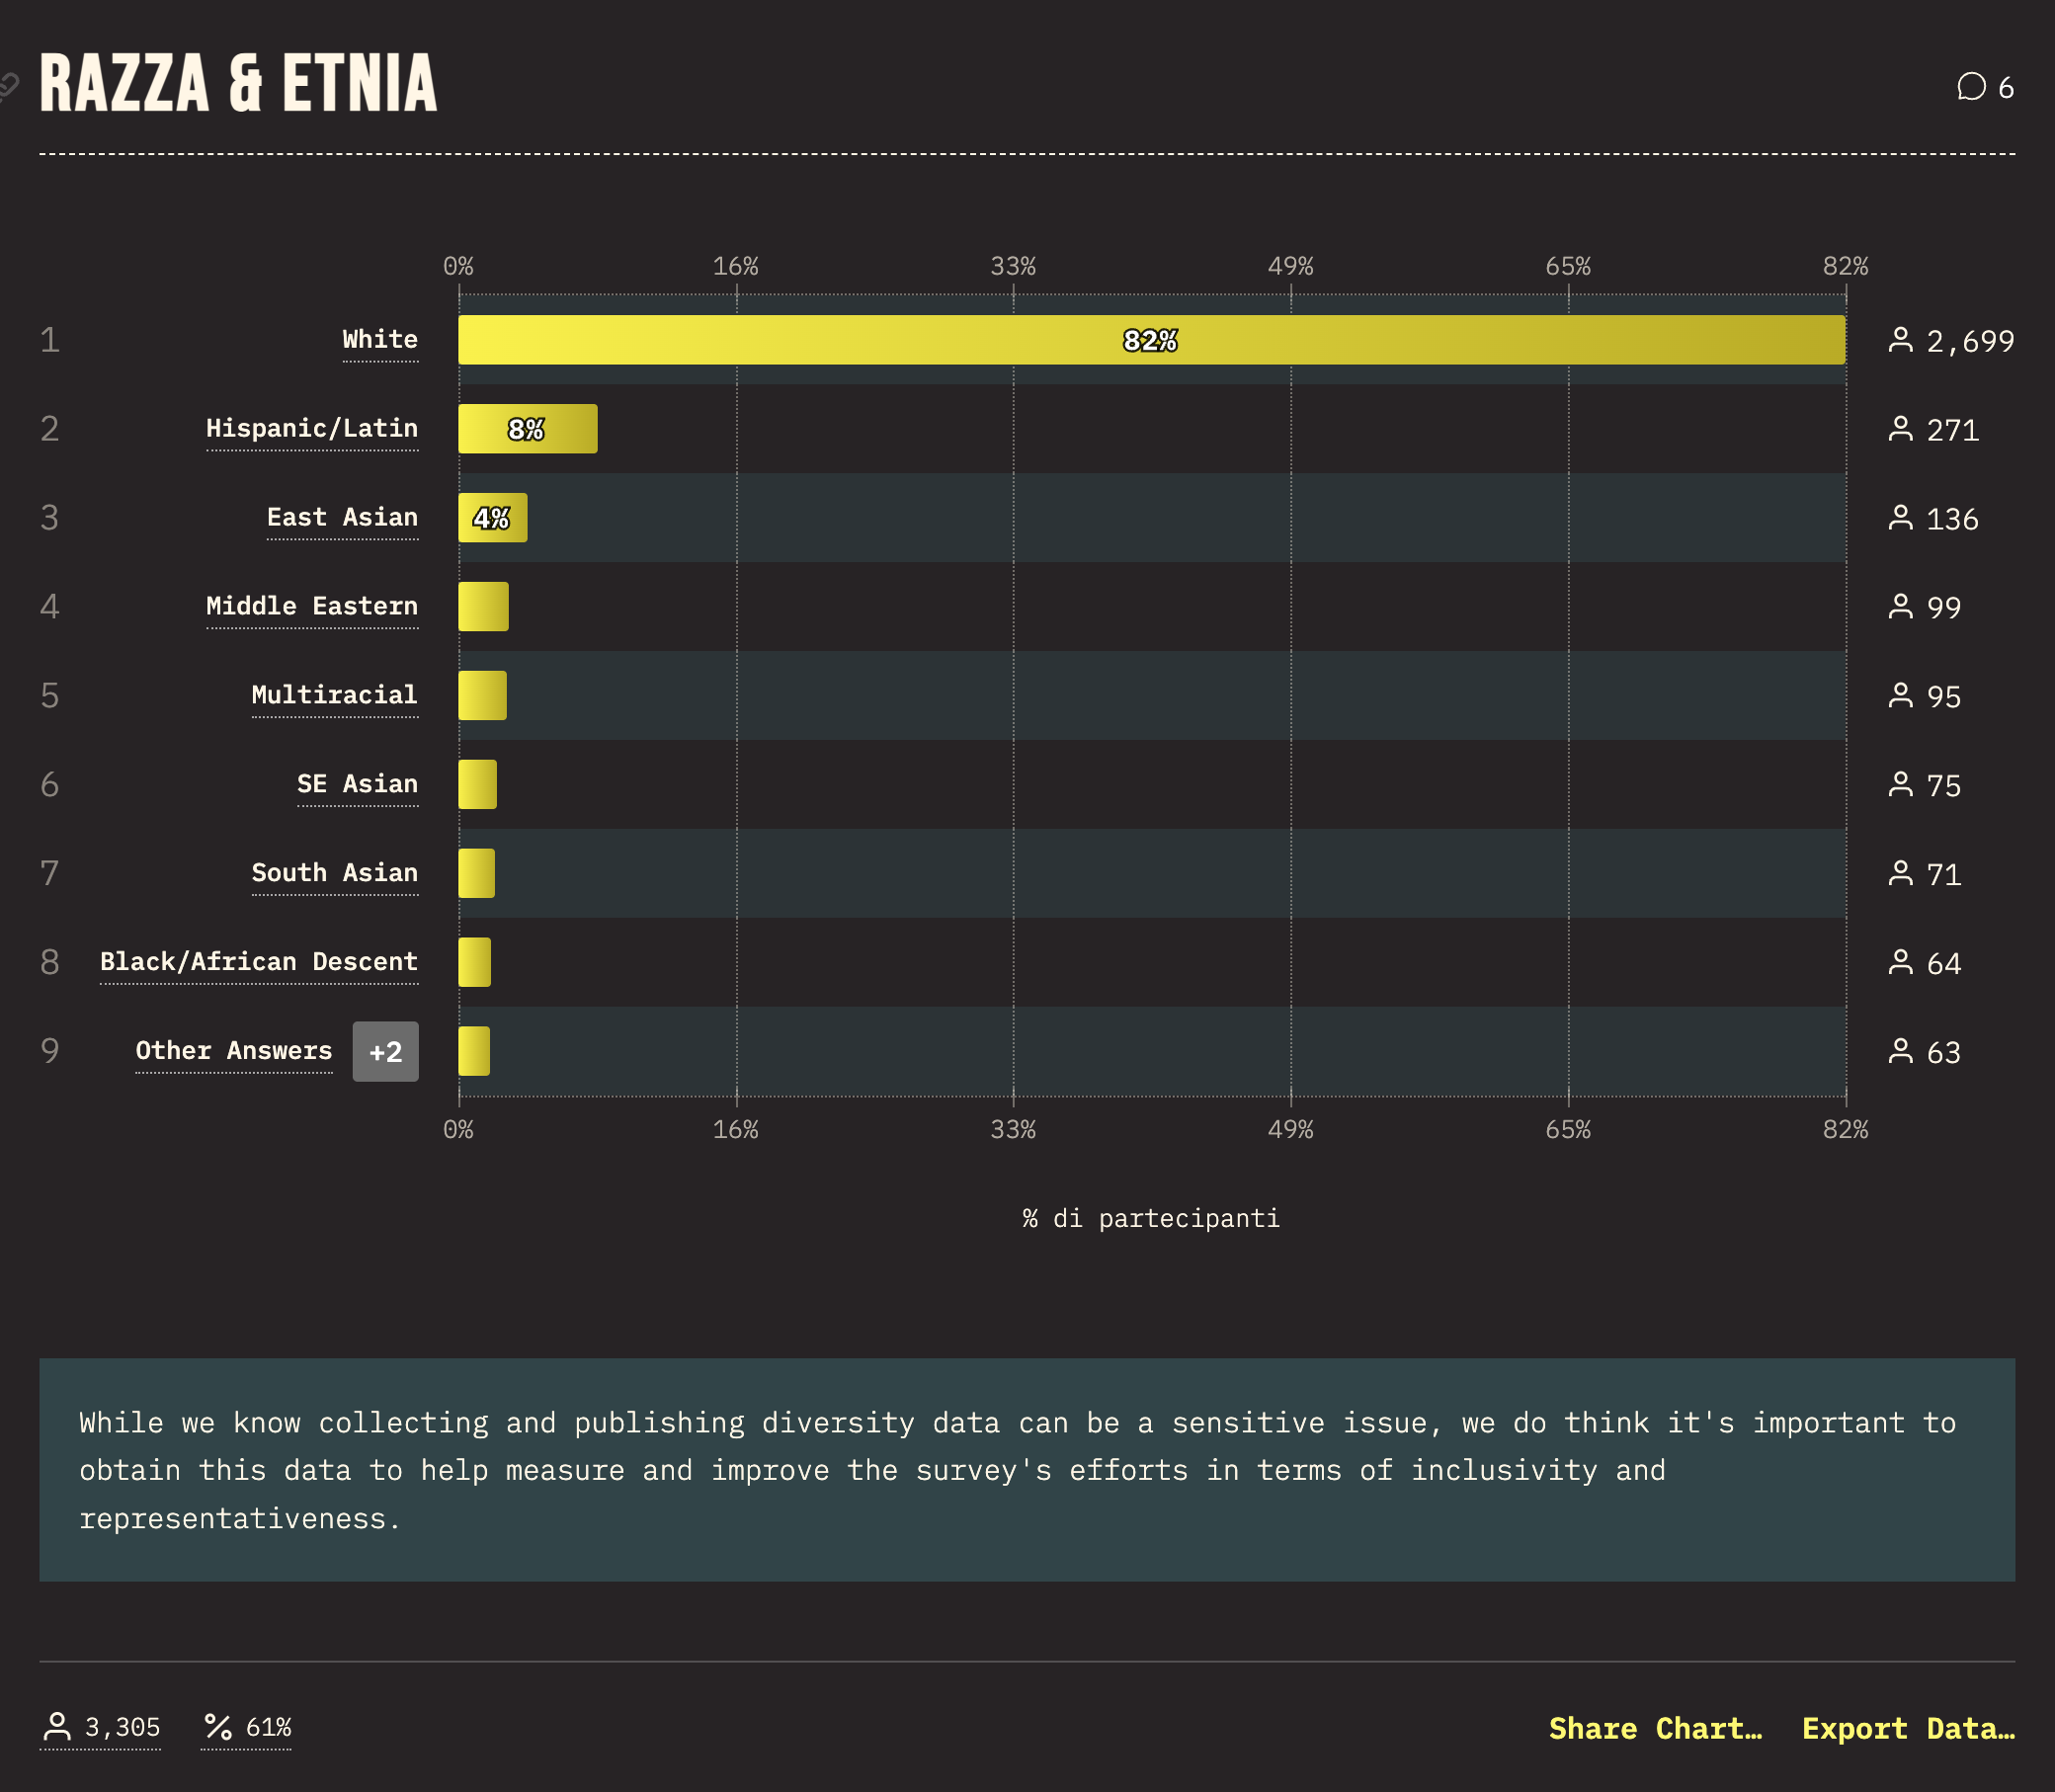 RAZZA & ETNIA
6
0% 16% 33% 49% 65% 82%
1 White 82% 2,699
2 Hispanic/Latin 8% 271
3 East Asian 4% 136
4 Middle Eastern 99
5 Multiracial 95
6 SE Asian 75
7 South Asian 71
8 Black/African Descent 64
9 Other Answers +2 63
0% 16% 33% 49% 65% 82%
% di partecipanti
While we know collecting and publishing diversity data can be a sensitive issue, we do think it's important to
obtain this data to help measure and improve the survey's efforts in terms of inclusivity and
representativeness.
3,305 % 61% Share Chart… Export Data…